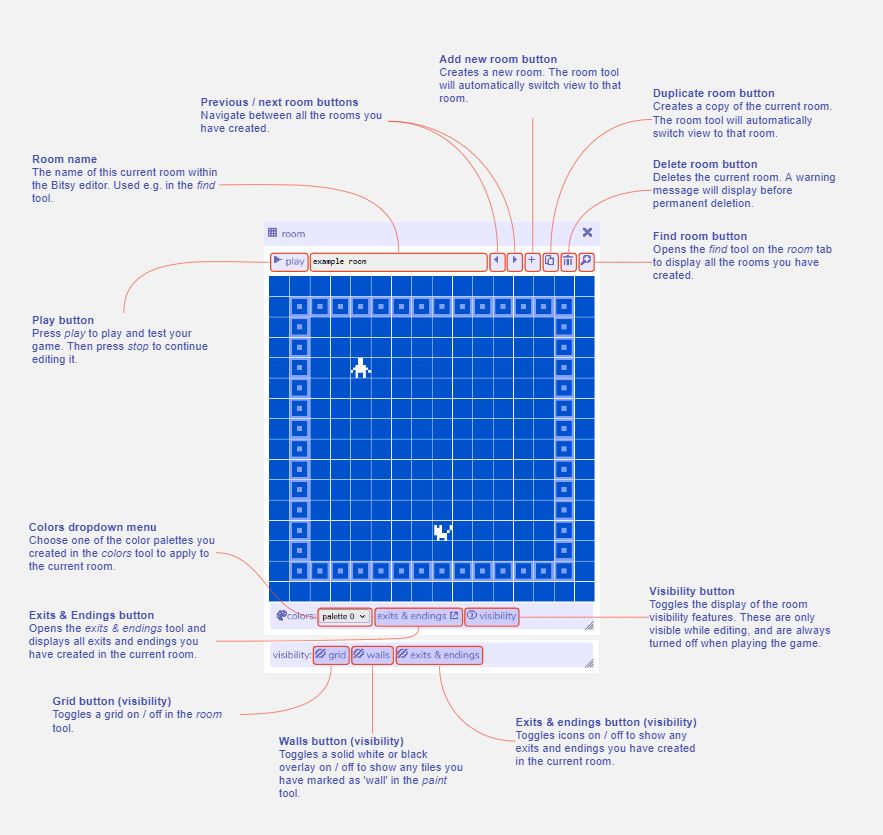 Add new room button
Creates a new room. The room tool
will automatically switch view to that
room.
Duplicate room button
Creates a copy of the current room.
The room tool will automatically
switch view to that room.
Previous / next room buttons
Navigate between all the rooms you
have created.
Room name
The name of this current room within
the Bitsy editor. Used e.g. in the find
tool.
Delete room button
Deletes the current room. A warning
message will display before
permanent deletion.
Find room button
Opens the find tool on the room tab
to display all the rooms you have
created.
room
play
example room
Play button
Press play to play and test your
game. Then press stop to continue
editing it.
Colors dropdown menu
Choose one of the color palettes you
created in the colors tool to apply to
the current room.
Exits & Endings button
Opens the exits & endings tool and
displays all exits and endings you
have created in the current room.
colors: palette 0 exits & endings visibility
Visibility button
Toggles the display of the room
visibility features. These are only
visible while editing, and are always
turned off when playing the game.
visibility: grid walls exits & endings
Grid button (visibility)
Toggles a grid on / off in the room
tool.
Walls button (visibility)
Toggles a solid white or black
overlay on / off to show any tiles you
have marked as 'wall' in the paint
tool.
Exits & endings button (visibility)
Toggles icons on / off to show any
exits and endings you have created
in the current room.